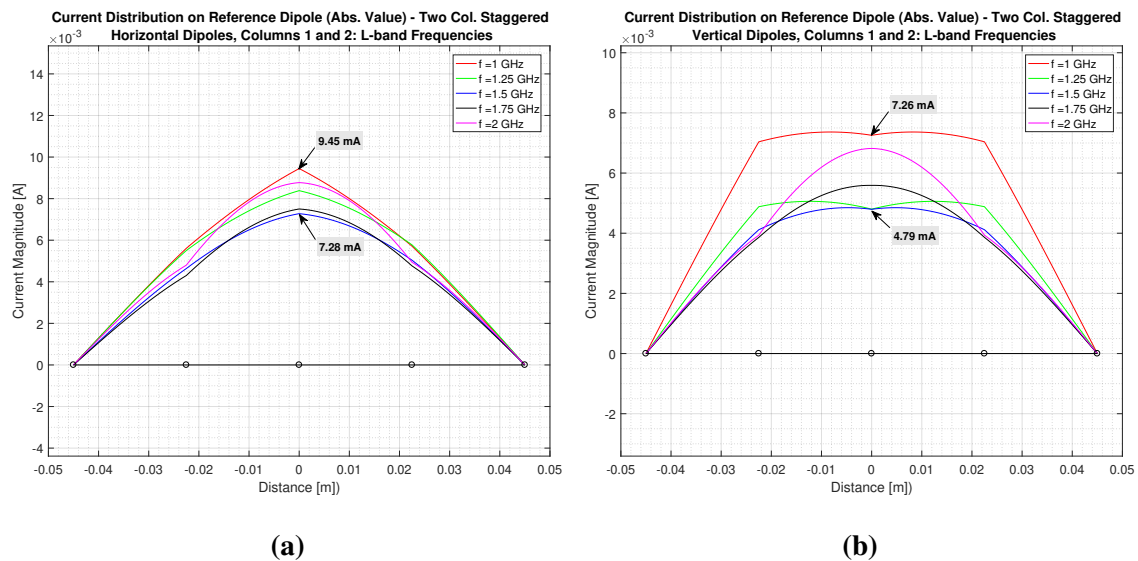 Current Distribution on Reference Dipole (Abs. Value) - Two Col. Staggered
Horizontal Dipoles, Columns 1 and 2: L-band Frequencies
×10⁻³
14
12
10
8
6
4
2
0
-2
-4
Current Magnitude [A]
f =1 GHz
f =1.25 GHz
f =1.5 GHz
f =1.75 GHz
f =2 GHz
9.45 mA
7.28 mA
-0.05 -0.04 -0.03 -0.02 -0.01 0 0.01 0.02 0.03 0.04 0.05
Distance [m])
(a)
Current Distribution on Reference Dipole (Abs. Value) - Two Col. Staggered
Vertical Dipoles, Columns 1 and 2: L-band Frequencies
×10⁻³
10
8
6
4
2
0
-2
Current Magnitude [A]
f =1 GHz
f =1.25 GHz
f =1.5 GHz
f =1.75 GHz
f =2 GHz
7.26 mA
4.79 mA
-0.05 -0.04 -0.03 -0.02 -0.01 0 0.01 0.02 0.03 0.04 0.05
Distance [m])
(b)